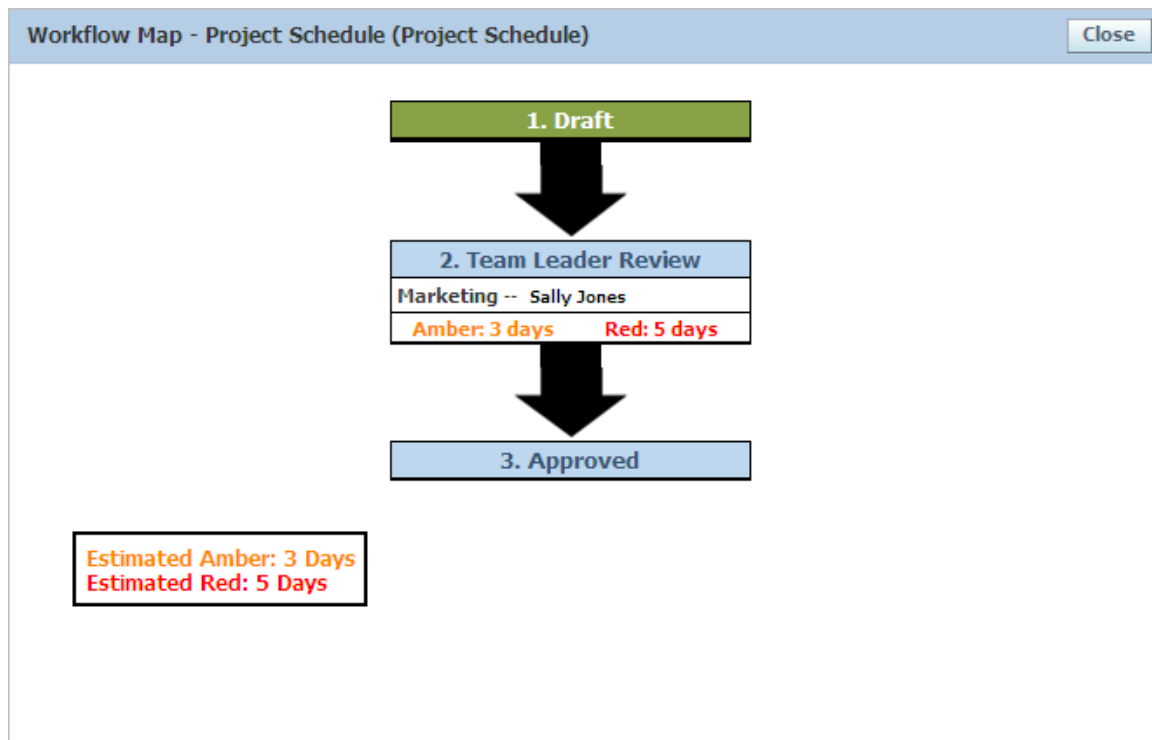 Workflow Map - Project Schedule (Project Schedule)
Close
1. Draft
2. Team Leader Review
Marketing -- Sally Jones
Amber: 3 days Red: 5 days
3. Approved
Estimated Amber: 3 Days
Estimated Red: 5 Days